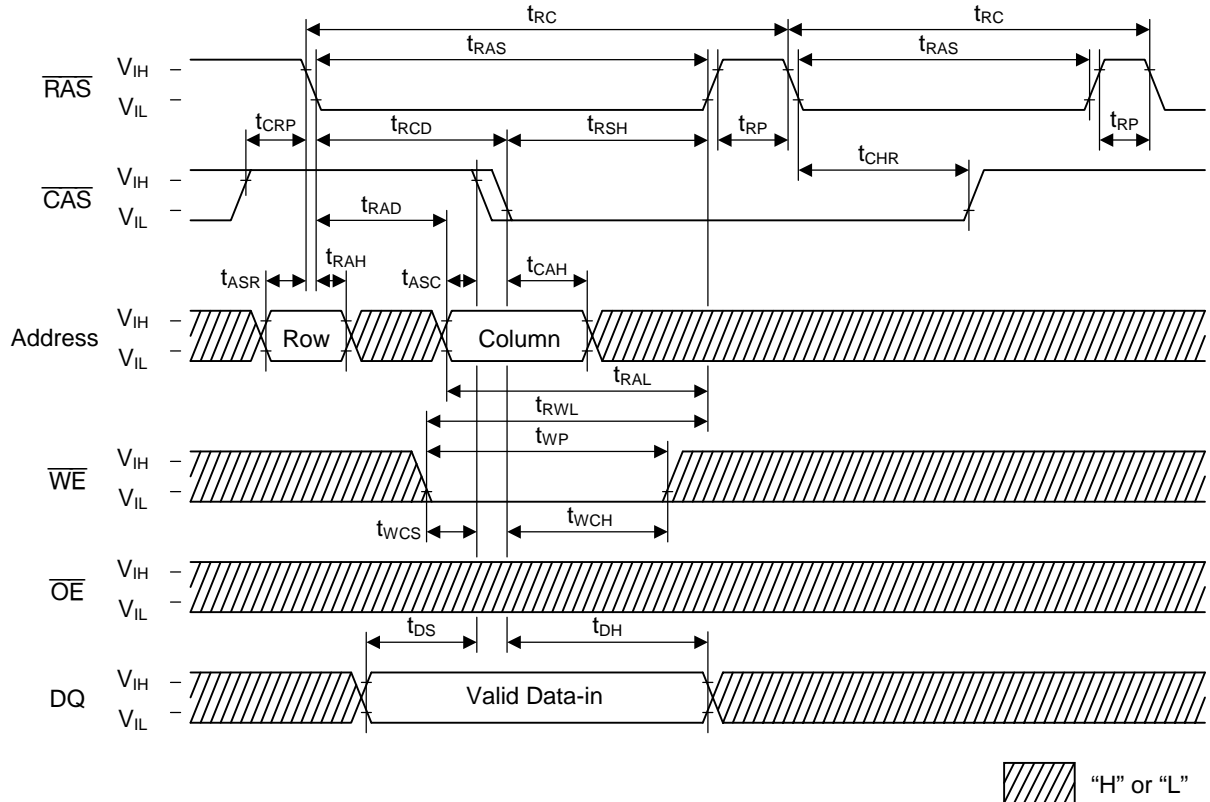 tRC tRC
tRAS tRAS
RAS VIH
VIL
tCRP tRCD tRSH tRP tRP
tCHR
CAS VIH
VIL
tRAD
tASR tRAH tASC tCAH
Address VIH
VIL
Row Column
tRAL
tRWL
tWP
WE VIH
VIL
tWCS tWCH
OE VIH
VIL
tDS tDH
DQ VIH
VIL
Valid Data-in
“H” or “L”